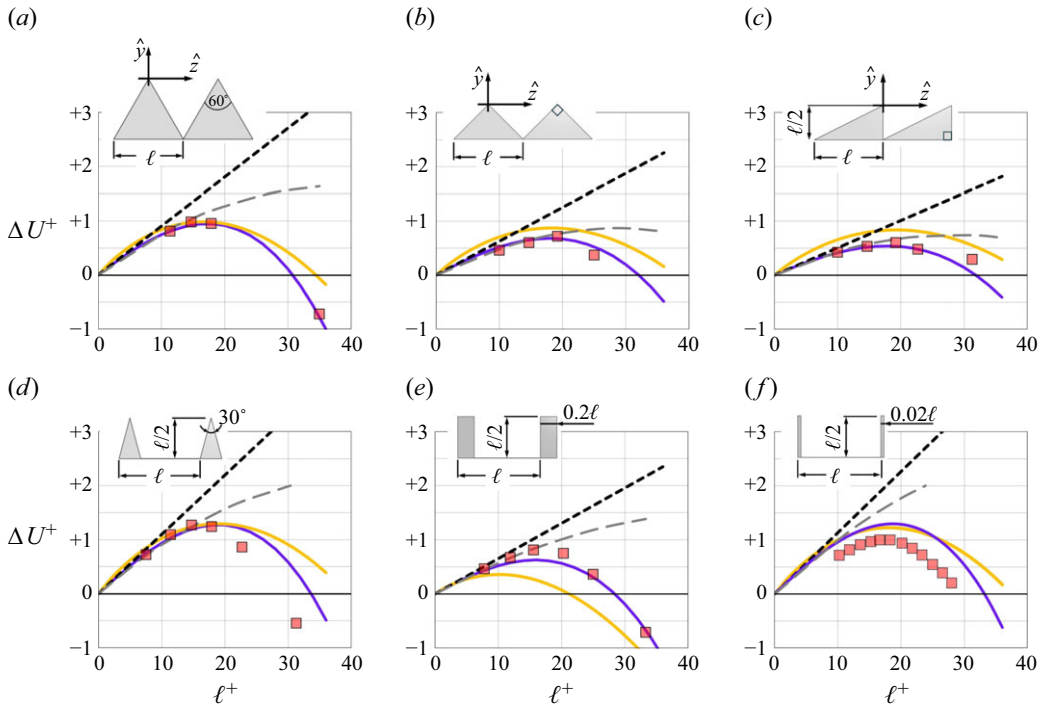 (a) (b) (c)
ŷ ẑ 60° ℓ
ŷ ẑ ℓ
ŷ ẑ ℓ/2 ℓ
+3 +3 +3
+2 +2 +2
ΔU⁺ +1 +1 +1
0 0 0
−1 −1 −1
0 10 20 30 40 0 10 20 30 40 0 10 20 30 40
(d) (e) (f)
30° ℓ/2 ℓ
0.2ℓ ℓ/2 ℓ
0.02ℓ ℓ/2 ℓ
+3 +3 +3
+2 +2 +2
ΔU⁺ +1 +1 +1
0 0 0
−1 −1 −1
0 10 20 30 40 0 10 20 30 40 0 10 20 30 40
ℓ⁺ ℓ⁺ ℓ⁺